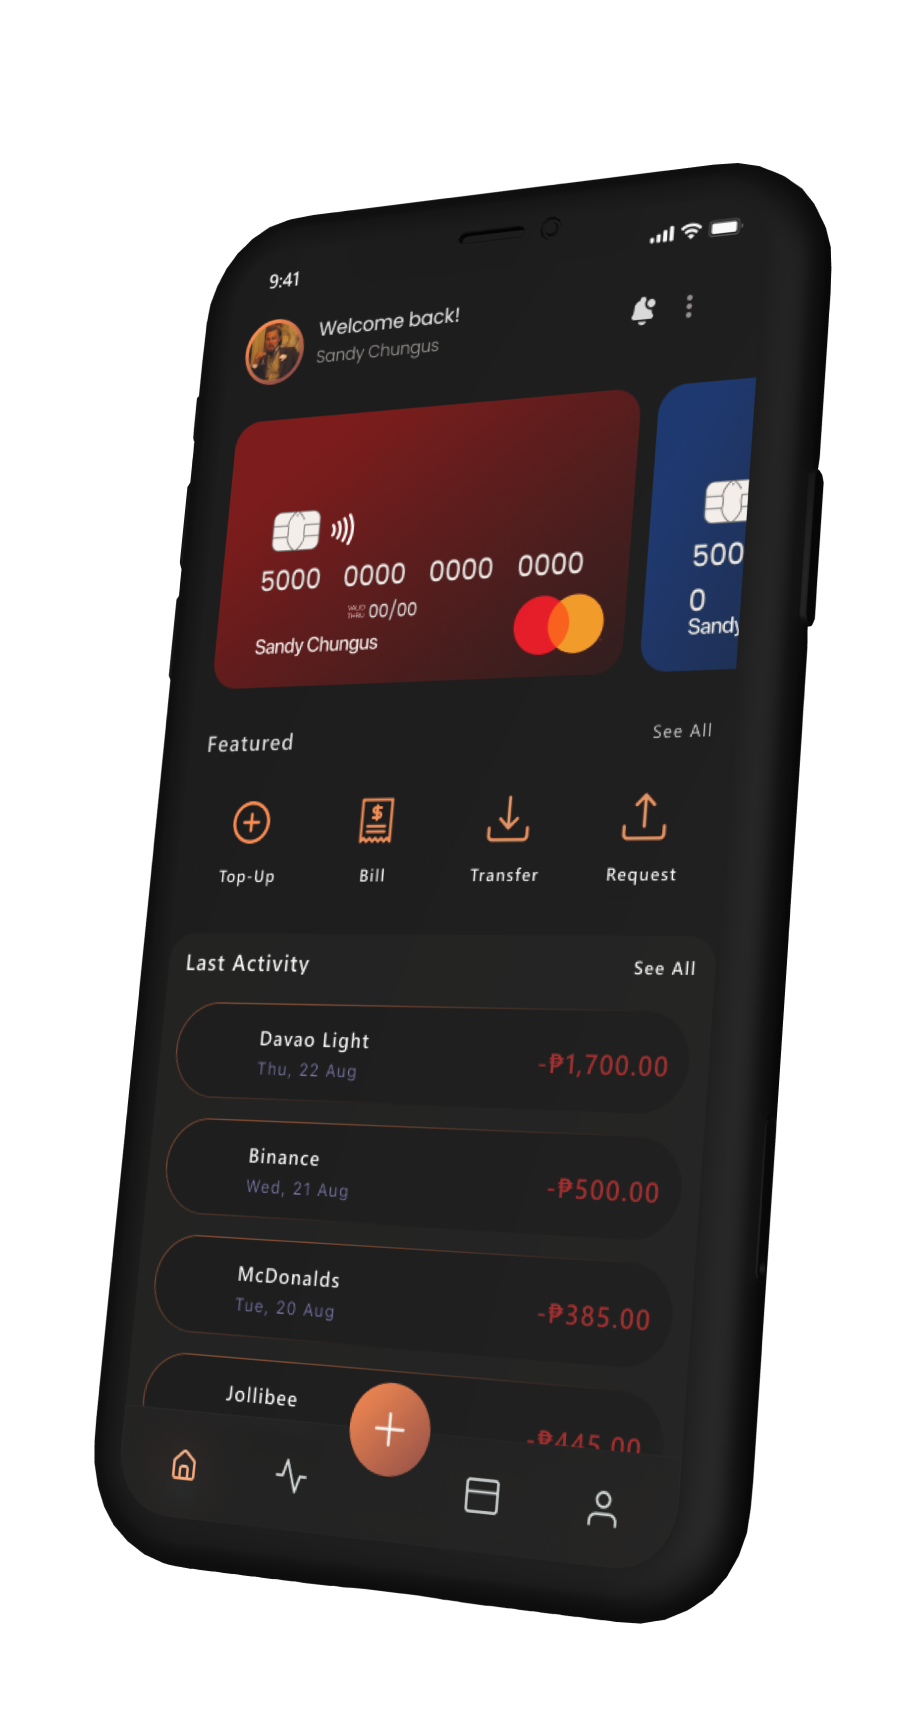 9:41
Welcome back!
Sandy Chungus
5000 0000 0000 0000
VALID
THRU 00/00
Sandy Chungus
500
0
Sandy
Featured
See All
Top-Up
Bill
Transfer
Request
Last Activity
See All
Davao Light
Thu, 22 Aug
-₱1,700.00
Binance
Wed, 21 Aug
-₱500.00
McDonalds
Tue, 20 Aug
-₱385.00
Jollibee
-₱445.00